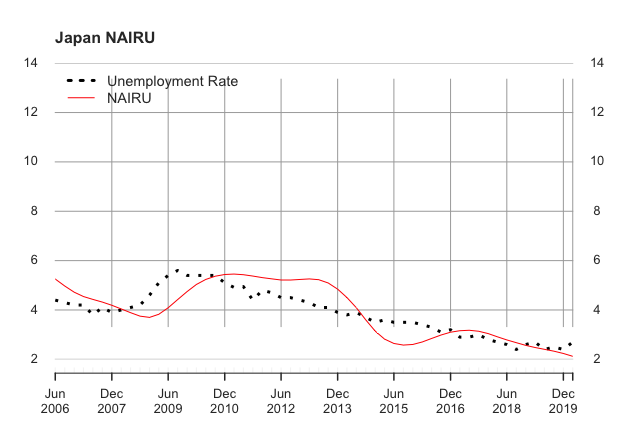 Japan NAIRU
14 14
Unemployment Rate
NAIRU
12 12
10 10
8 8
6 6
4 4
2 2
Jun Dec Jun Dec Jun Dec Jun Dec Jun Dec
2006 2007 2009 2010 2012 2013 2015 2016 2018 2019